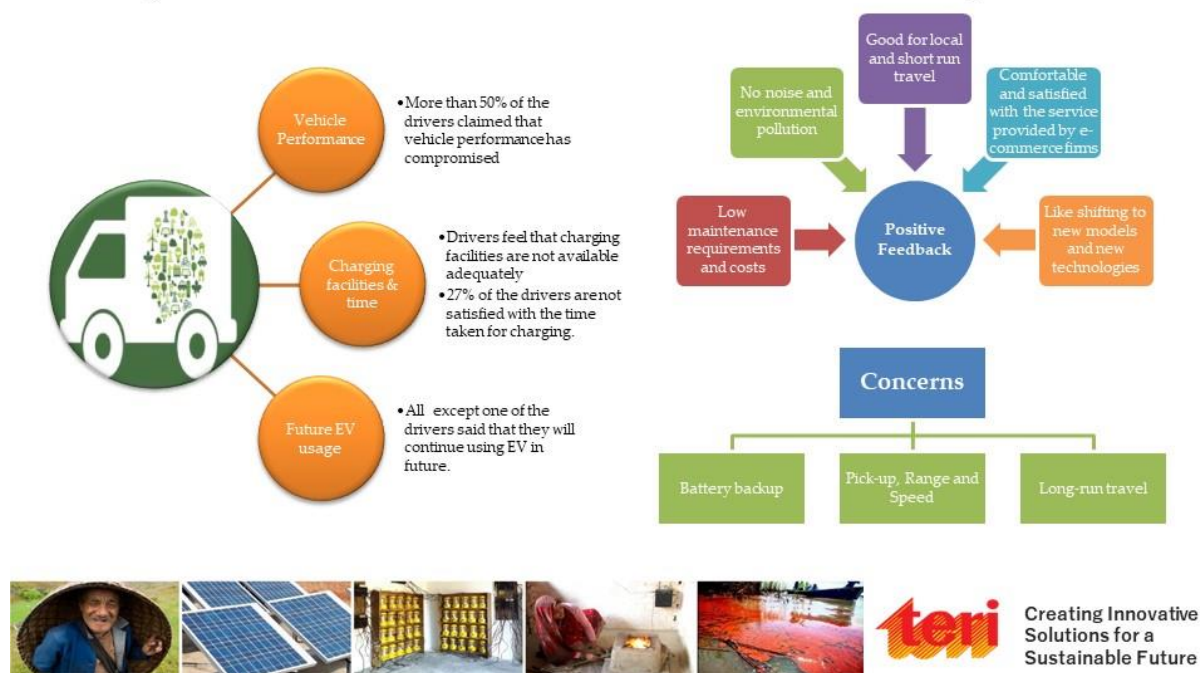 Vehicle
Performance
•More than 50% of the
drivers claimed that
vehicle performance has
compromised
Charging
facilities &
time
•Drivers feel that charging
facilities are not available
adequately
•27% of the drivers are not
satisfied with the time
taken for charging.
Future EV
usage
•All except one of the
drivers said that they will
continue using EV in
future.
Low
maintenance
requirements
and costs
No noise and
environmental
pollution
Good for local
and short run
travel
Comfortable
and satisfied
with the service
provided by e-
commerce firms
Like shifting to
new models
and new
technologies
Positive
Feedback
Concerns
Battery backup
Pick-up, Range and
Speed
Long-run travel
teri
Creating Innovative
Solutions for a
Sustainable Future